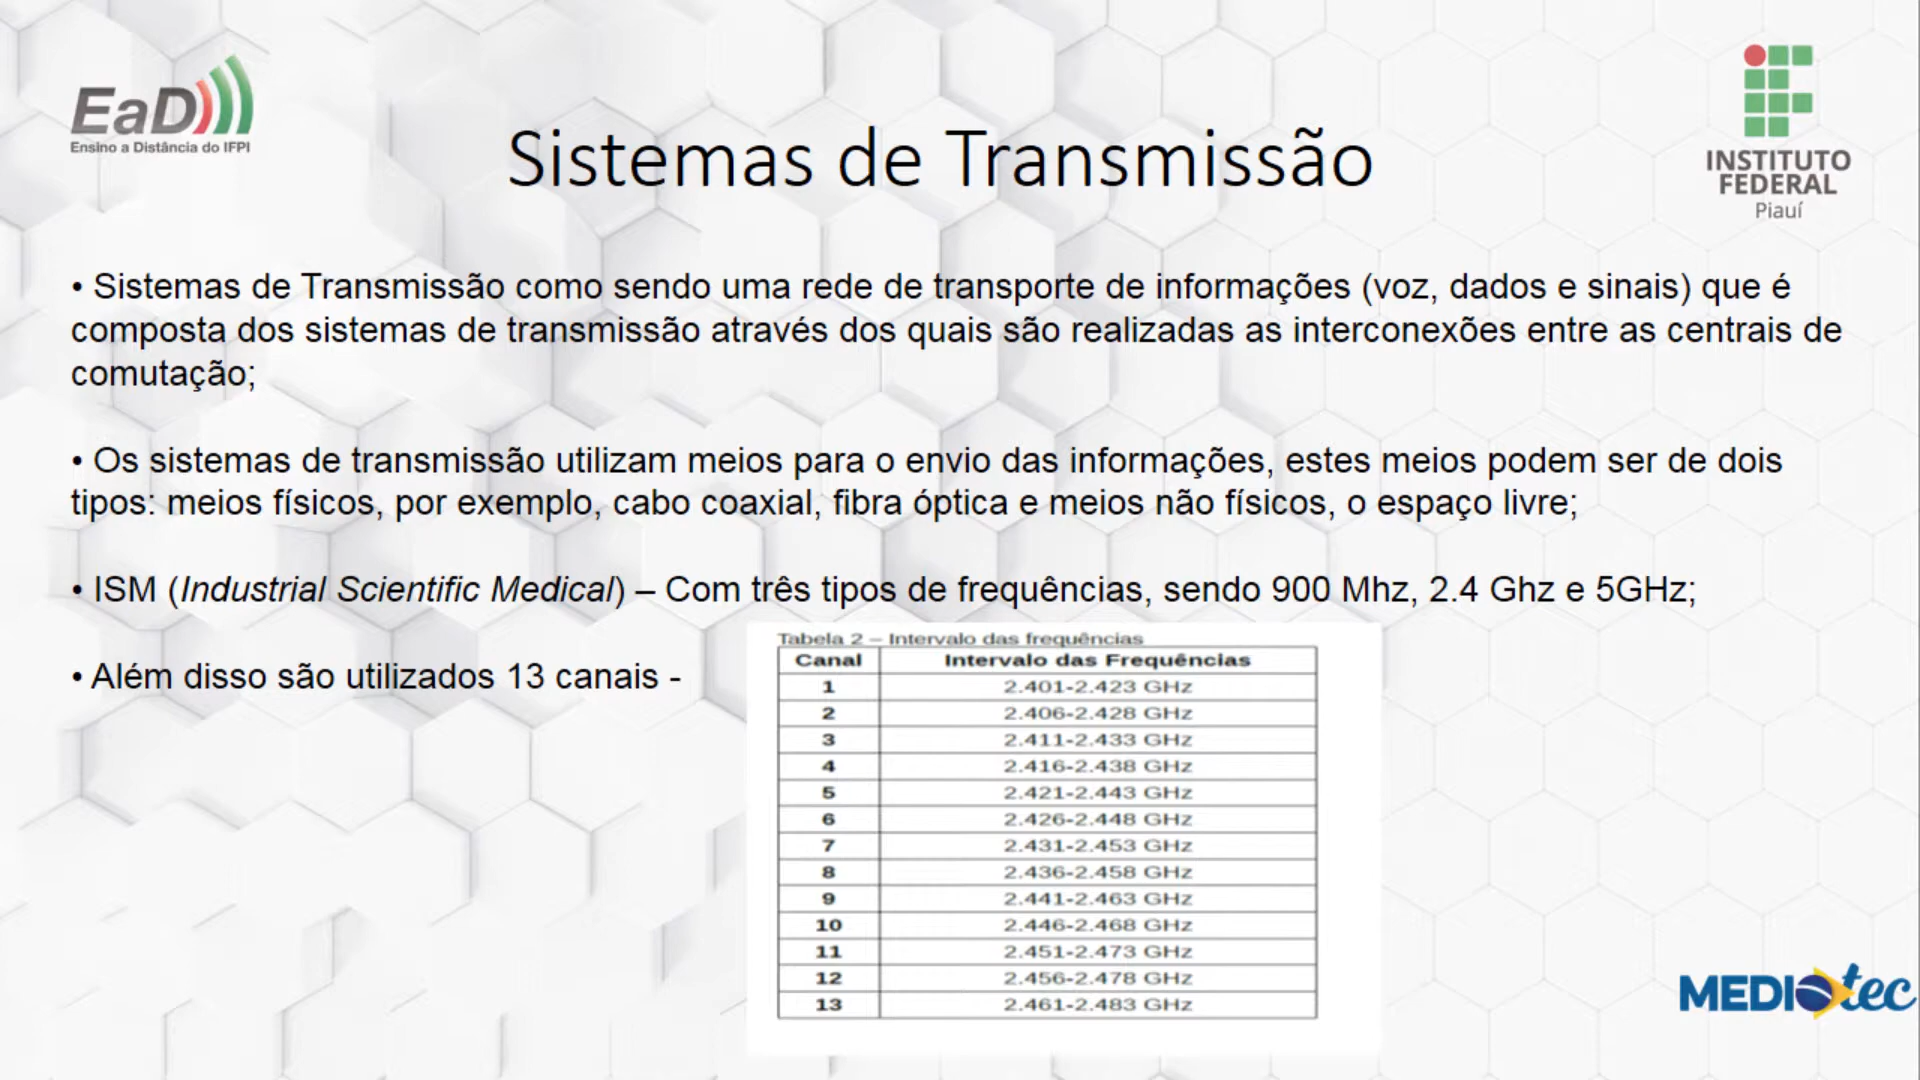 EaD
Ensino a Distância do IFPI
Sistemas de Transmissão
INSTITUTO
FEDERAL
Piauí
• Sistemas de Transmissão como sendo uma rede de transporte de informações (voz, dados e sinais) que é
composta dos sistemas de transmissão através dos quais são realizadas as interconexões entre as centrais de
comutação;
• Os sistemas de transmissão utilizam meios para o envio das informações, estes meios podem ser de dois
tipos: meios físicos, por exemplo, cabo coaxial, fibra óptica e meios não físicos, o espaço livre;
• ISM (Industrial Scientific Medical) – Com três tipos de frequências, sendo 900 Mhz, 2.4 Ghz e 5GHz;
• Além disso são utilizados 13 canais -
Tabela 2 – Intervalo das frequências
Canal Intervalo das Frequências
1 2.401-2.423 GHz
2 2.406-2.428 GHz
3 2.411-2.433 GHz
4 2.416-2.438 GHz
5 2.421-2.443 GHz
6 2.426-2.448 GHz
7 2.431-2.453 GHz
8 2.436-2.458 GHz
9 2.441-2.463 GHz
10 2.446-2.468 GHz
11 2.451-2.473 GHz
12 2.456-2.478 GHz
13 2.461-2.483 GHz
MEDIOtec